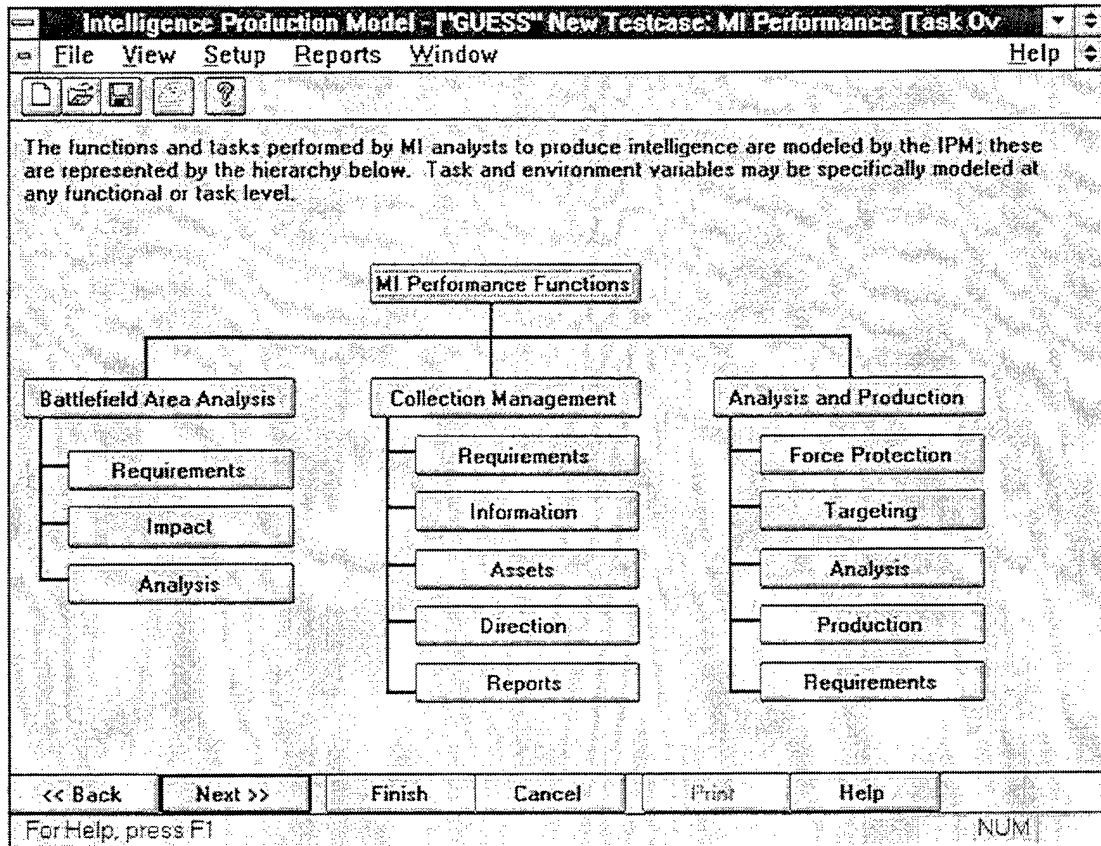 Intelligence Production Model - ["GUESS" New Testcase: MI Performance [Task Ov
File View Setup Reports Window Help
The functions and tasks performed by MI analysts to produce intelligence are modeled by the IPM; these
are represented by the hierarchy below. Task and environment variables may be specifically modeled at
any functional or task level.
MI Performance Functions
Battlefield Area Analysis
Requirements
Impact
Analysis
Collection Management
Requirements
Information
Assets
Direction
Reports
Analysis and Production
Force Protection
Targeting
Analysis
Production
Requirements
<< Back Next >> Finish Cancel Print Help
For Help, press F1 NUM